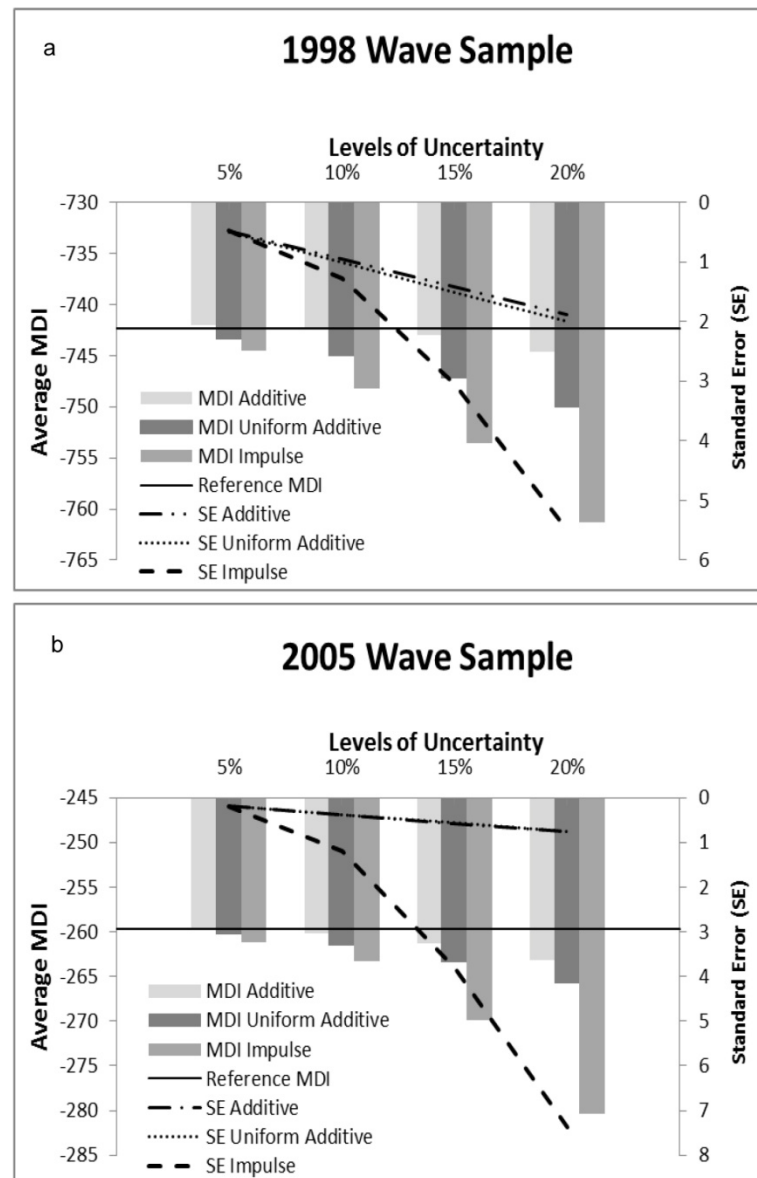 a
1998 Wave Sample
Levels of Uncertainty
5% 10% 15% 20%
-730 0
-735 1
-740 2
-745 3
-750 4
-755 5
-760 6
-765
Average MDI
Standard Error (SE)
MDI Additive
MDI Uniform Additive
MDI Impulse
Reference MDI
SE Additive
SE Uniform Additive
SE Impulse
b
2005 Wave Sample
Levels of Uncertainty
5% 10% 15% 20%
-245 0
-250 1
-255 2
-260 3
-265 4
-270 5
-275 6
-280 7
-285 8
Average MDI
Standard Error (SE)
MDI Additive
MDI Uniform Additive
MDI Impulse
Reference MDI
SE Additive
SE Uniform Additive
SE Impulse